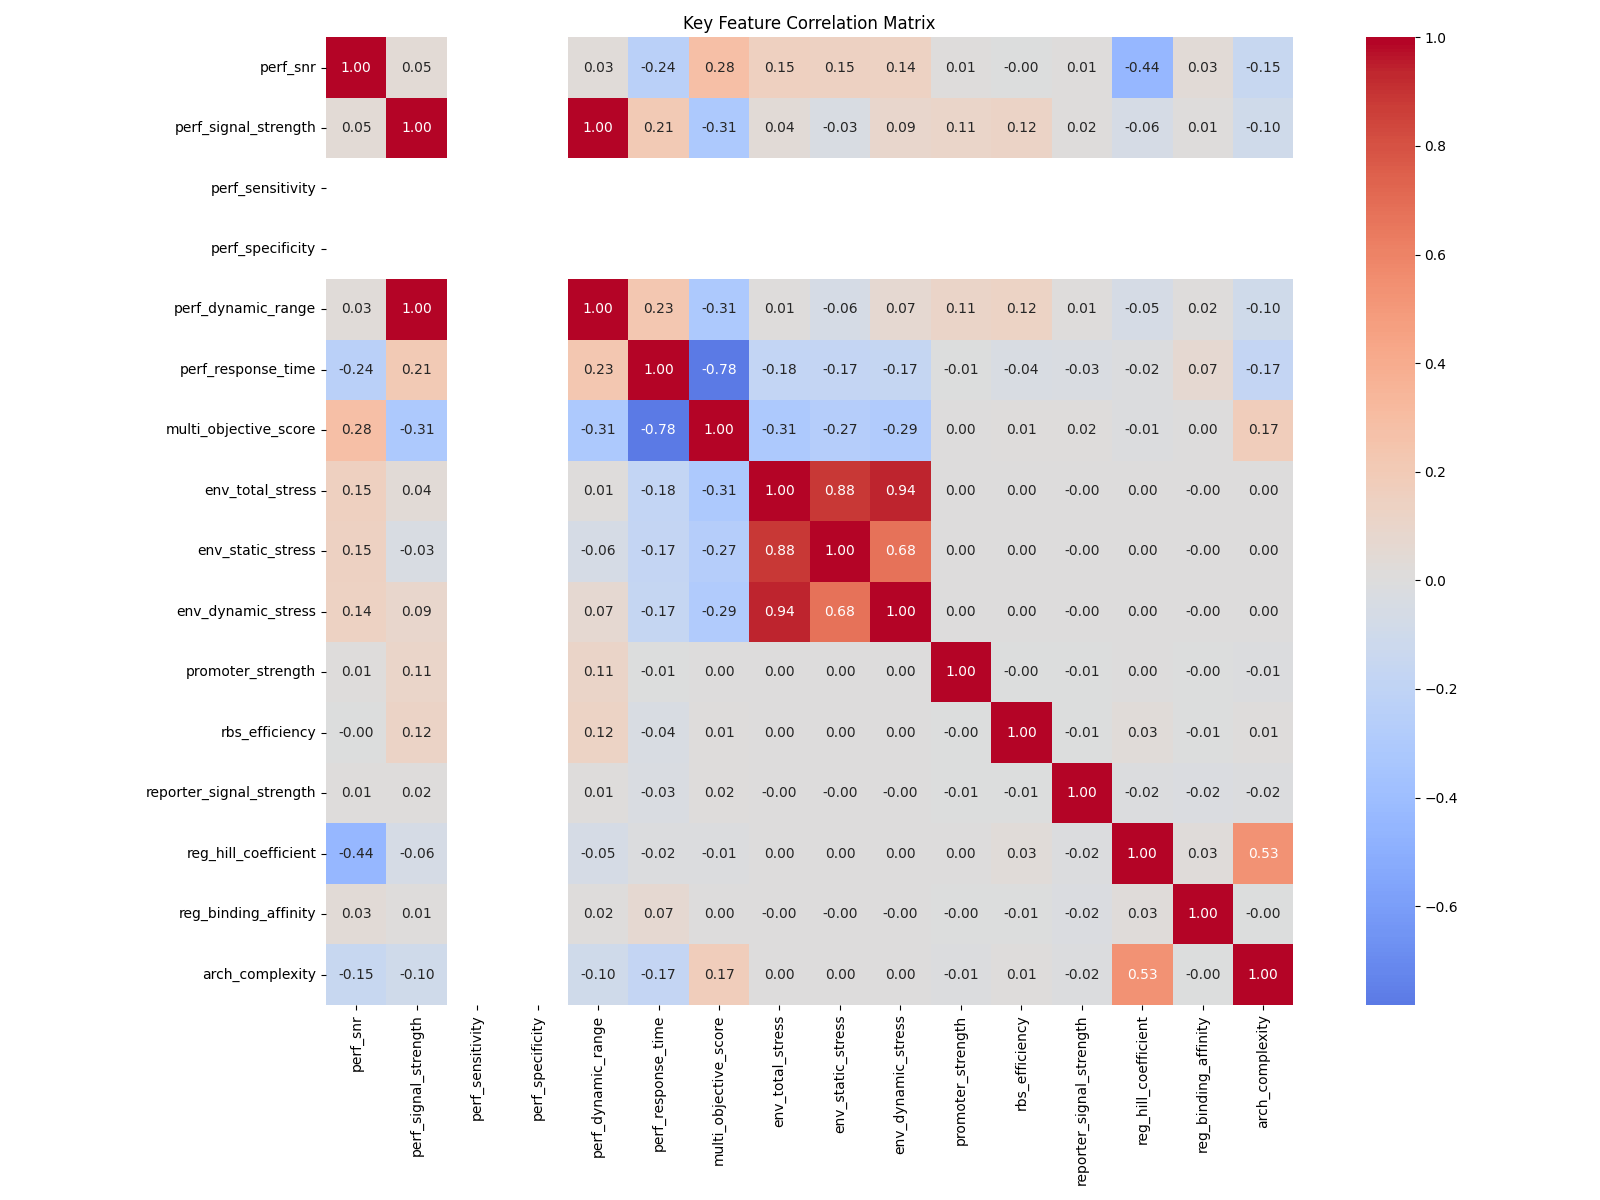 Key Feature Correlation Matrix
perf_snr 1.00 0.05 0.03 -0.24 0.28 0.15 0.15 0.14 0.01 -0.00 0.01 -0.44 0.03 -0.15
perf_signal_strength 0.05 1.00 1.00 0.21 -0.31 0.04 -0.03 0.09 0.11 0.12 0.02 -0.06 0.01 -0.10
perf_sensitivity
perf_specificity
perf_dynamic_range 0.03 1.00 1.00 0.23 -0.31 0.01 -0.06 0.07 0.11 0.12 0.01 -0.05 0.02 -0.10
perf_response_time -0.24 0.21 0.23 1.00 -0.78 -0.18 -0.17 -0.17 -0.01 -0.04 -0.03 -0.02 0.07 -0.17
multi_objective_score 0.28 -0.31 -0.31 -0.78 1.00 -0.31 -0.27 -0.29 0.00 0.01 0.02 -0.01 0.00 0.17
env_total_stress 0.15 0.04 0.01 -0.18 -0.31 1.00 0.88 0.94 0.00 0.00 -0.00 0.00 -0.00 0.00
env_static_stress 0.15 -0.03 -0.06 -0.17 -0.27 0.88 1.00 0.68 0.00 0.00 -0.00 0.00 -0.00 0.00
env_dynamic_stress 0.14 0.09 0.07 -0.17 -0.29 0.94 0.68 1.00 0.00 0.00 -0.00 0.00 -0.00 0.00
promoter_strength 0.01 0.11 0.11 -0.01 0.00 0.00 0.00 0.00 1.00 -0.00 -0.01 0.00 -0.00 -0.01
rbs_efficiency -0.00 0.12 0.12 -0.04 0.01 0.00 0.00 0.00 -0.00 1.00 -0.01 0.03 -0.01 0.01
reporter_signal_strength 0.01 0.02 0.01 -0.03 0.02 -0.00 -0.00 -0.00 -0.01 -0.01 1.00 -0.02 -0.02 -0.02
reg_hill_coefficient -0.44 -0.06 -0.05 -0.02 -0.01 0.00 0.00 0.00 0.00 0.03 -0.02 1.00 0.03 0.53
reg_binding_affinity 0.03 0.01 0.02 0.07 0.00 -0.00 -0.00 -0.00 -0.00 -0.01 -0.02 0.03 1.00 -0.00
arch_complexity -0.15 -0.10 -0.10 -0.17 0.17 0.00 0.00 0.00 -0.01 0.01 -0.02 0.53 -0.00 1.00
perf_snr
perf_signal_strength
perf_sensitivity
perf_specificity
perf_dynamic_range
perf_response_time
multi_objective_score
env_total_stress
env_static_stress
env_dynamic_stress
promoter_strength
rbs_efficiency
reporter_signal_strength
reg_hill_coefficient
reg_binding_affinity
arch_complexity
1.0
0.8
0.6
0.4
0.2
0.0
−0.2
−0.4
−0.6